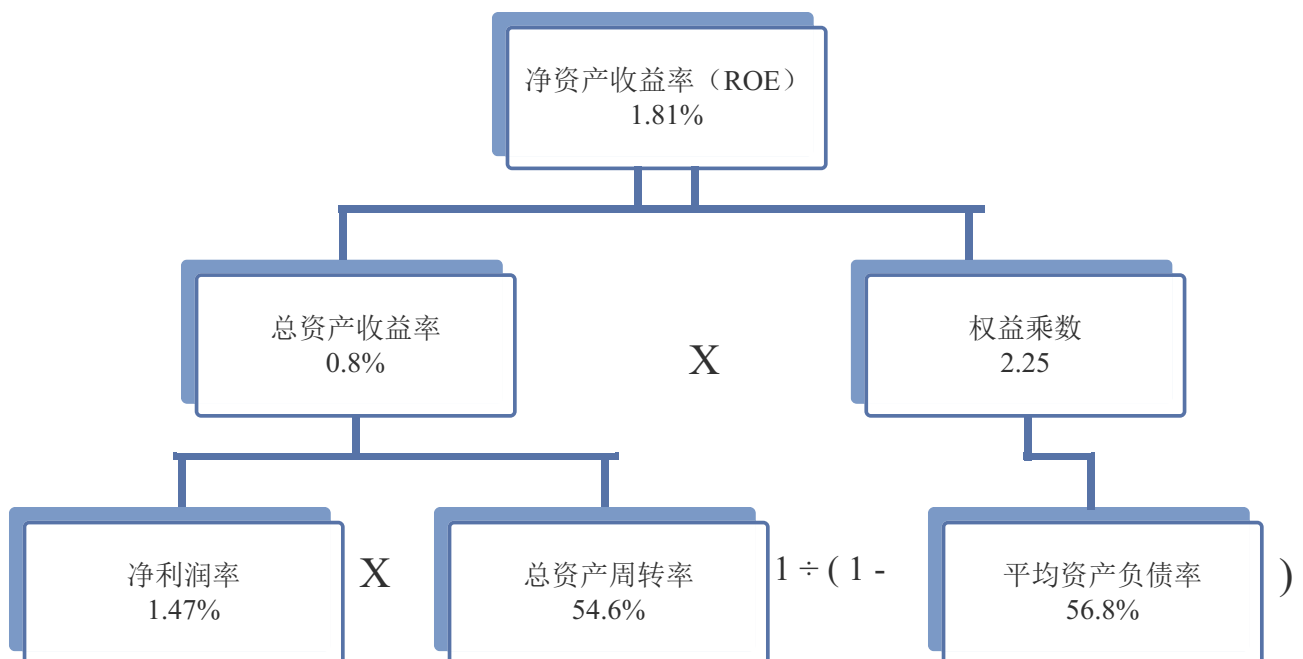 净资产收益率（ROE）
1.81%
总资产收益率
0.8%
X
权益乘数
2.25
净利润率
1.47%
X
总资产周转率
54.6%
1 ÷ ( 1 -
平均资产负债率
56.8%
)